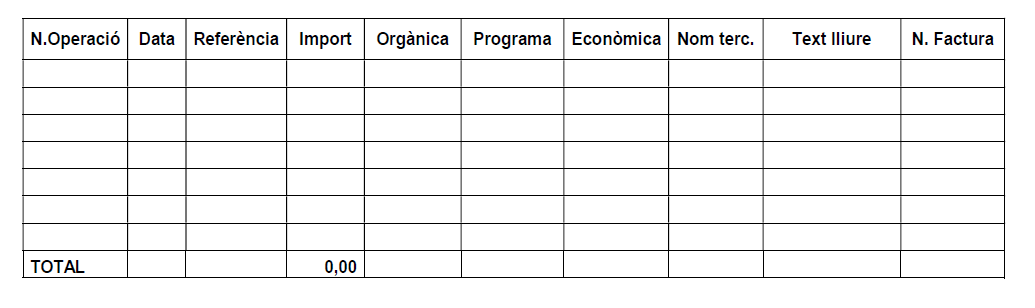 N.Operació Data Referència Import Orgànica Programa Econòmica Nom terc. Text lliure N. Factura
TOTAL 0,00